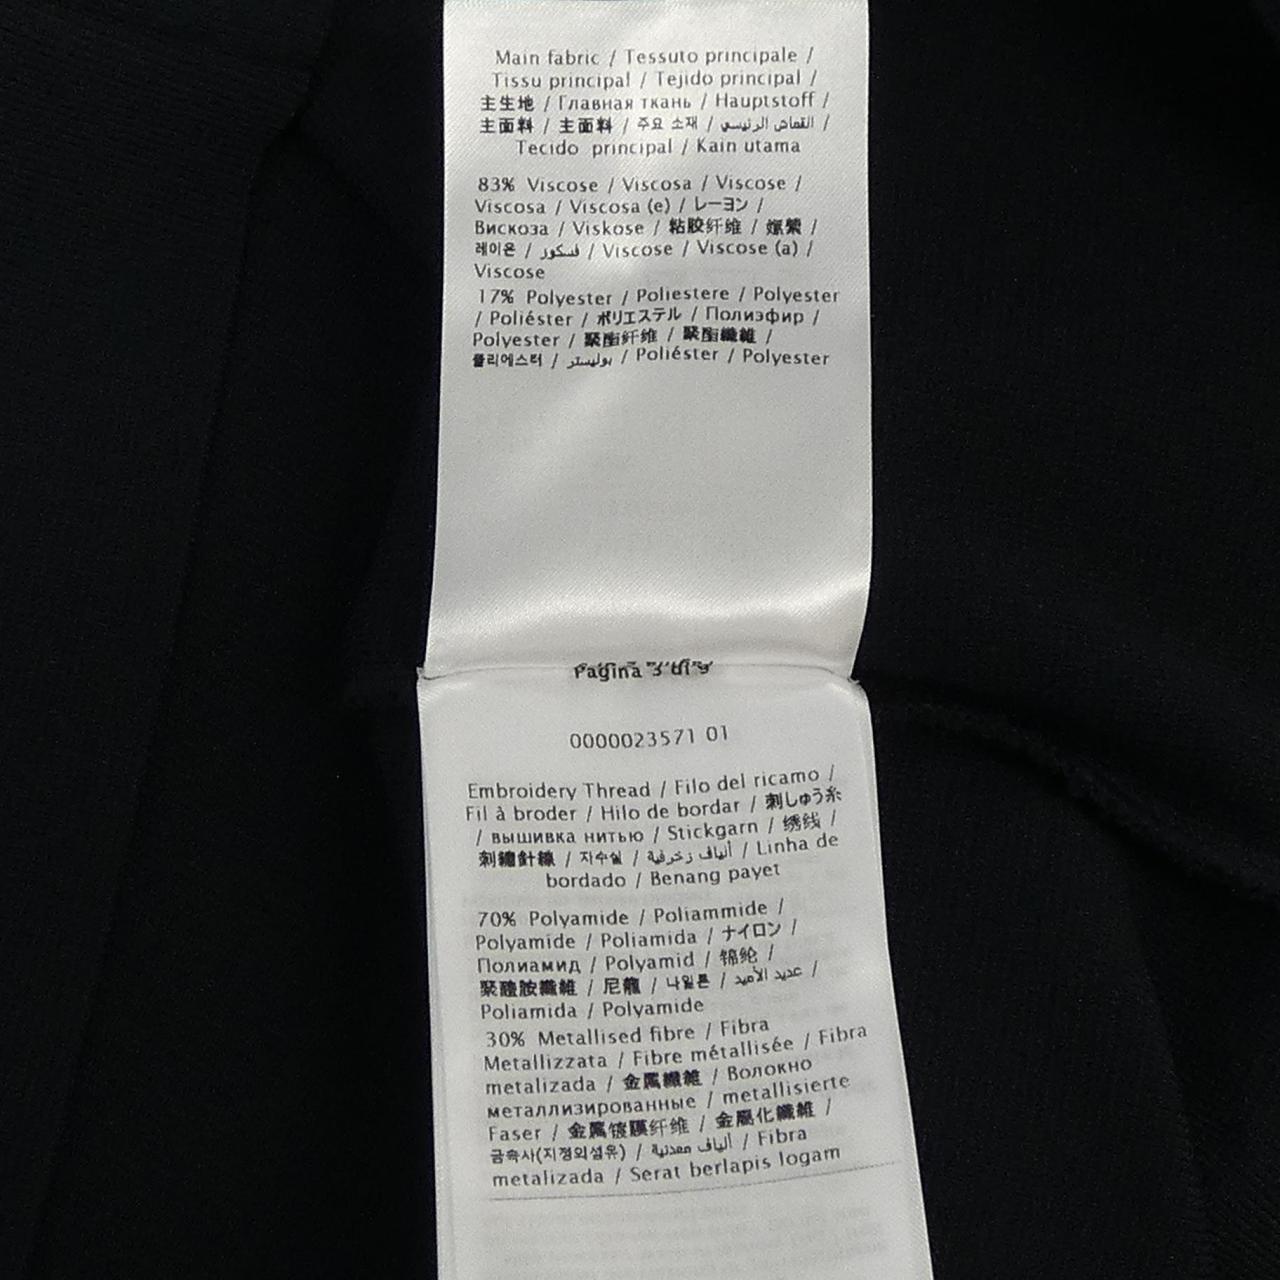 Main fabric / Tessuto principale /
Tissu principal / Tejido principal /
主生地 / Главная ткань / Hauptstoff /
主面料 / 主面料 / 주요 소재 / القماش الرئيسي /
Tecido principal / Kain utama
83% Viscose / Viscosa / Viscose /
Viscosa / Viscosa (e) / レーヨン /
Вискоза / Viskose / 粘胶纤维 / 嫘縈 /
레이온 / فسكوز / Viscose / Viscose (a) /
Viscose
17% Polyester / Poliestere / Polyester
/ Poliéster / ポリエステル / Полиэфир /
Polyester / 聚酯纤维 / 聚酯纖維 /
폴리에스터 / بوليستر / Poliéster / Polyester
Pagina 3 di 9
0000023571 01
Embroidery Thread / Filo del ricamo /
Fil à broder / Hilo de bordar / 刺しゅう糸
/ вышивка нитью / Stickgarn / 绣线 /
刺繡針線 / 자수실 / ألياف زخرفية / Linha de
bordado / Benang payet
70% Polyamide / Poliammide /
Polyamide / Poliamida / ナイロン /
Полиамид / Polyamid / 锦纶 /
聚醯胺纖維 / 尼龍 / 나일론 / عديد الأميد /
Poliamida / Polyamide
30% Metallised fibre / Fibra
Metallizzata / Fibre métallisée / Fibra
metalizada / 金属繊維 / Волокно
металлизированные / metallisierte
Faser / 金属镀膜纤维 / 金屬化纖維 /
금속사(지정외섬유) / ألياف معدنية / Fibra
metalizada / Serat berlapis logam